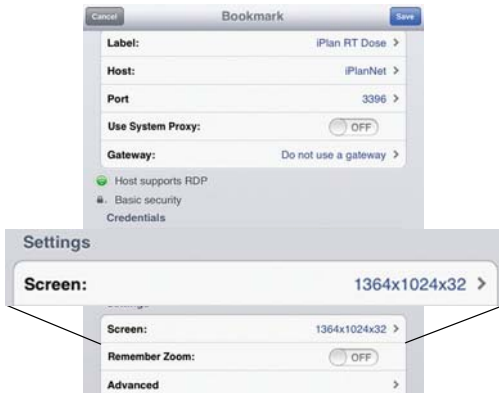 Cancel Bookmark Save
Label: iPlan RT Dose >
Host: iPlanNet >
Port 3396 >
Use System Proxy: OFF
Gateway: Do not use a gateway >
Host supports RDP
Basic security
Credentials
Settings
Screen: 1364x1024x32 >
Settings
Screen: 1364x1024x32 >
Remember Zoom: OFF
Advanced >